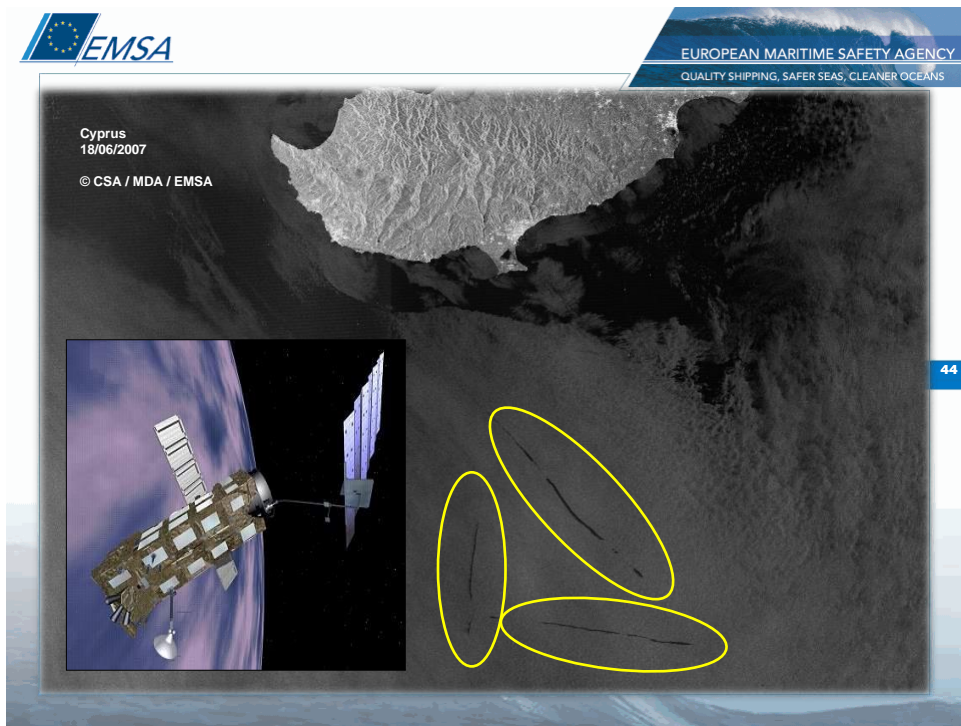 EMSA
EUROPEAN MARITIME SAFETY AGENCY
QUALITY SHIPPING, SAFER SEAS, CLEANER OCEANS
Cyprus
18/06/2007
© CSA / MDA / EMSA
44